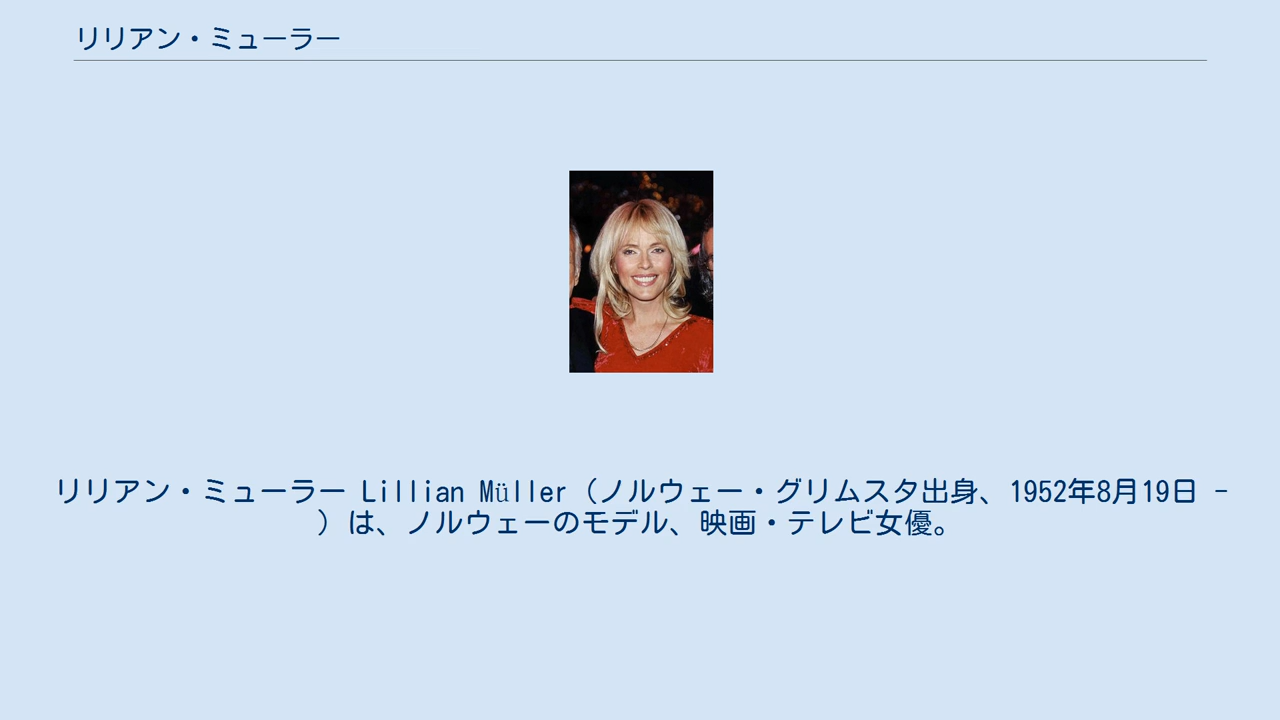 リリアン・ミューラー
リリアン・ミューラー Lillian Müller（ノルウェー・グリムスタ出身、1952年8月19日 -
）は、ノルウェーのモデル、映画・テレビ女優。